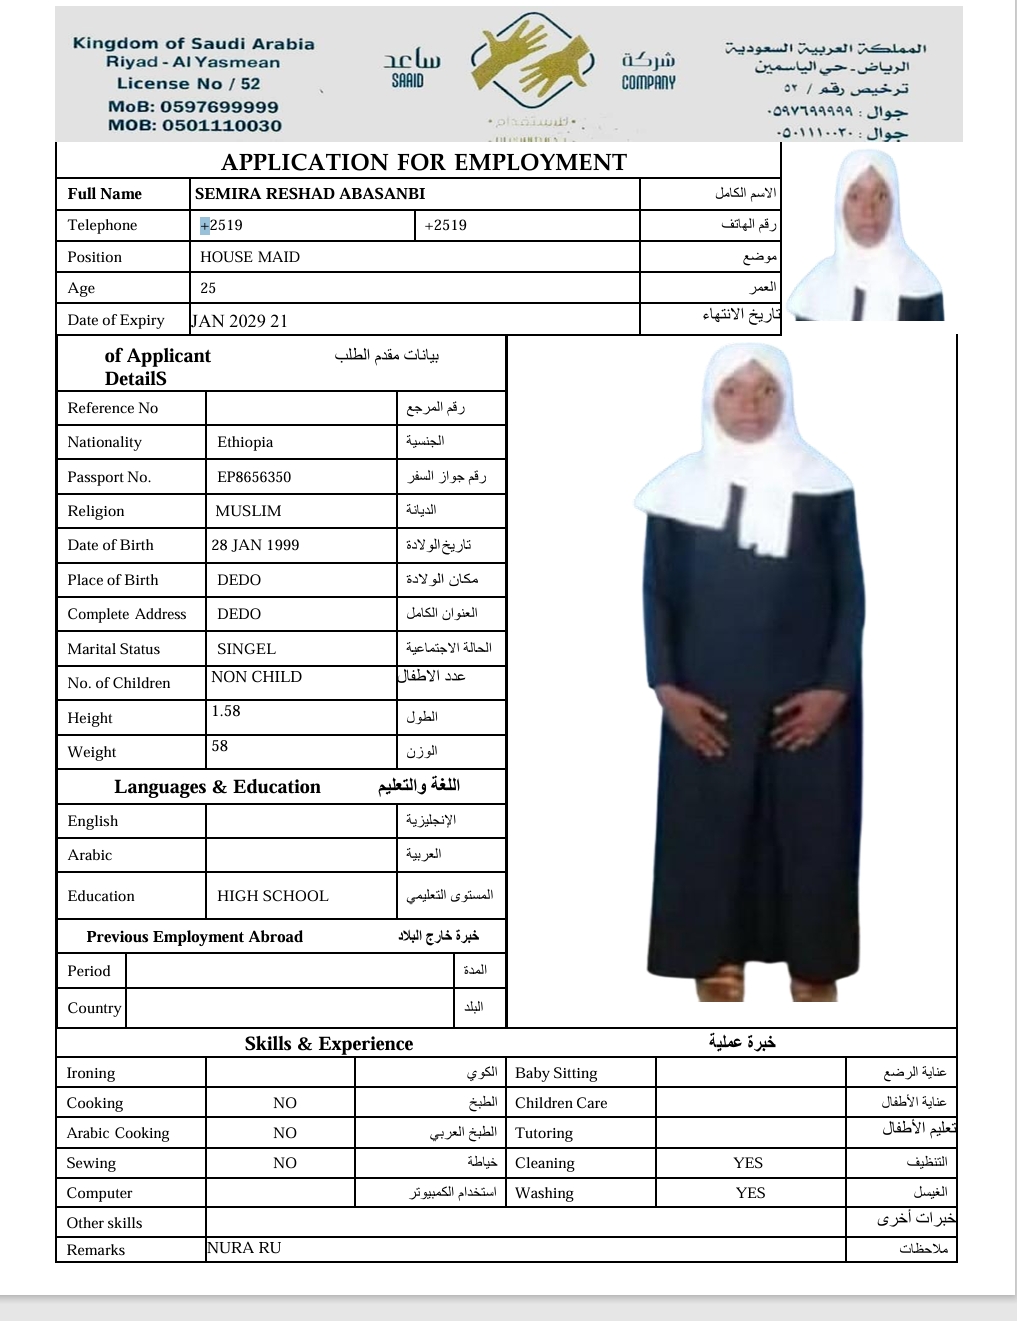 Kingdom of Saudi Arabia
Riyad - Al Yasmean
License No / 52
MoB: 0597699999
MOB: 0501110030
ساعد
SAAID
شركة
COMPANY
للإستقدام
المملكة العربية السعودية
الرياض - حي الياسمين
ترخيص رقم / ٥٢
جوال : ٠٥٩٧٦٩٩٩٩٩
جوال : ٠٥٠١١١٠٠٣٠
APPLICATION FOR EMPLOYMENT
Full Name SEMIRA RESHAD ABASANBI الاسم الكامل
Telephone +2519 +2519 رقم الهاتف
Position HOUSE MAID موضع
Age 25 العمر
Date of Expiry JAN 2029 21 تاريخ الانتهاء
of Applicant بيانات مقدم الطلب
DetailS
Reference No رقم المرجع
Nationality Ethiopia الجنسية
Passport No. EP8656350 رقم جواز السفر
Religion MUSLIM الديانة
Date of Birth 28 JAN 1999 تاريخ الولادة
Place of Birth DEDO مكان الولادة
Complete Address DEDO العنوان الكامل
Marital Status SINGEL الحالة الاجتماعية
No. of Children NON CHILD عدد الاطفال
Height 1.58 الطول
Weight 58 الوزن
Languages & Education اللغة والتعليم
English الإنجليزية
Arabic العربية
Education HIGH SCHOOL المستوى التعليمي
Previous Employment Abroad خبرة خارج البلاد
Period المدة
Country البلد
Skills & Experience خبرة عملية
Ironing الكوي Baby Sitting عناية الرضع
Cooking NO الطبخ Children Care عناية الأطفال
Arabic Cooking NO الطبخ العربي Tutoring تعليم الأطفال
Sewing NO خياطة Cleaning YES التنظيف
Computer استخدام الكمبيوتر Washing YES الغيسل
Other skills خبرات أخرى
Remarks NURA RU ملاحظات